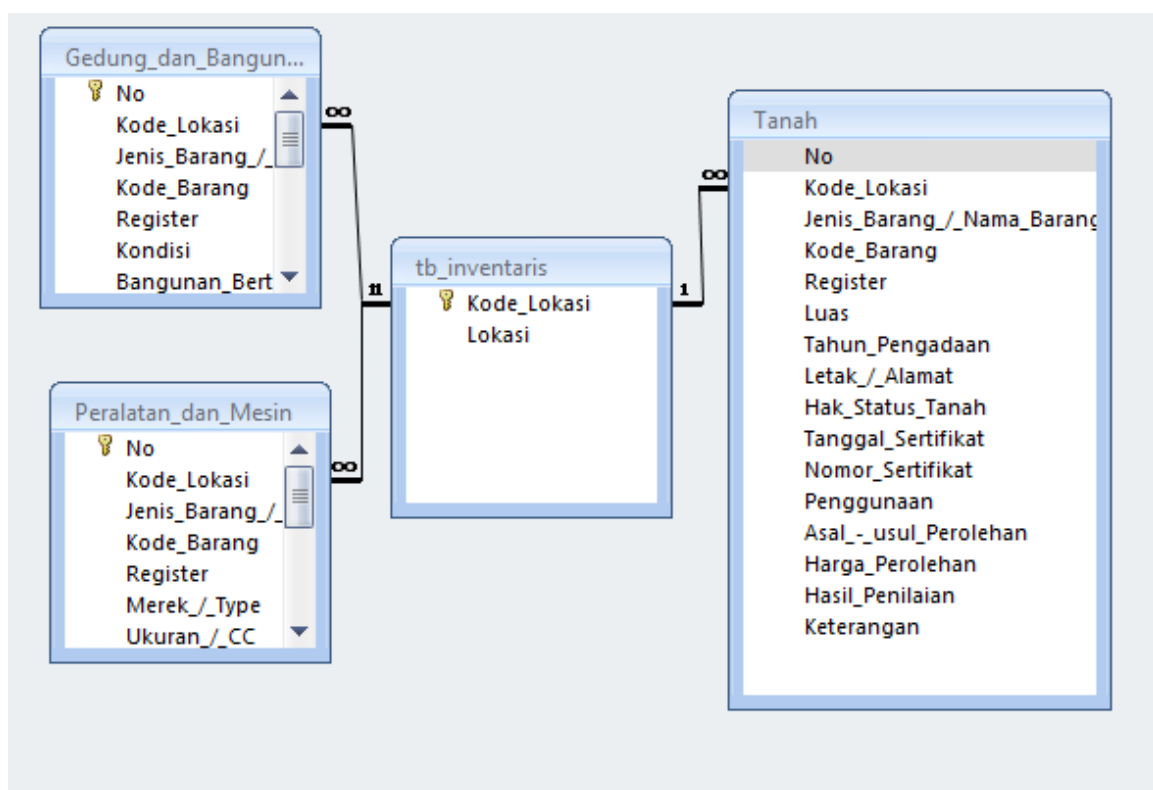 Gedung_dan_Bangun...
No
Kode_Lokasi
Jenis_Barang_/_
Kode_Barang
Register
Kondisi
Bangunan_Bert
∞
Peralatan_dan_Mesin
No
Kode_Lokasi
Jenis_Barang_/_
Kode_Barang
Register
Merek_/_Type
Ukuran_/_CC
∞
11
tb_inventaris
Kode_Lokasi
Lokasi
1
∞
Tanah
No
Kode_Lokasi
Jenis_Barang_/_Nama_Barang
Kode_Barang
Register
Luas
Tahun_Pengadaan
Letak_/_Alamat
Hak_Status_Tanah
Tanggal_Sertifikat
Nomor_Sertifikat
Penggunaan
Asal_-_usul_Perolehan
Harga_Perolehan
Hasil_Penilaian
Keterangan